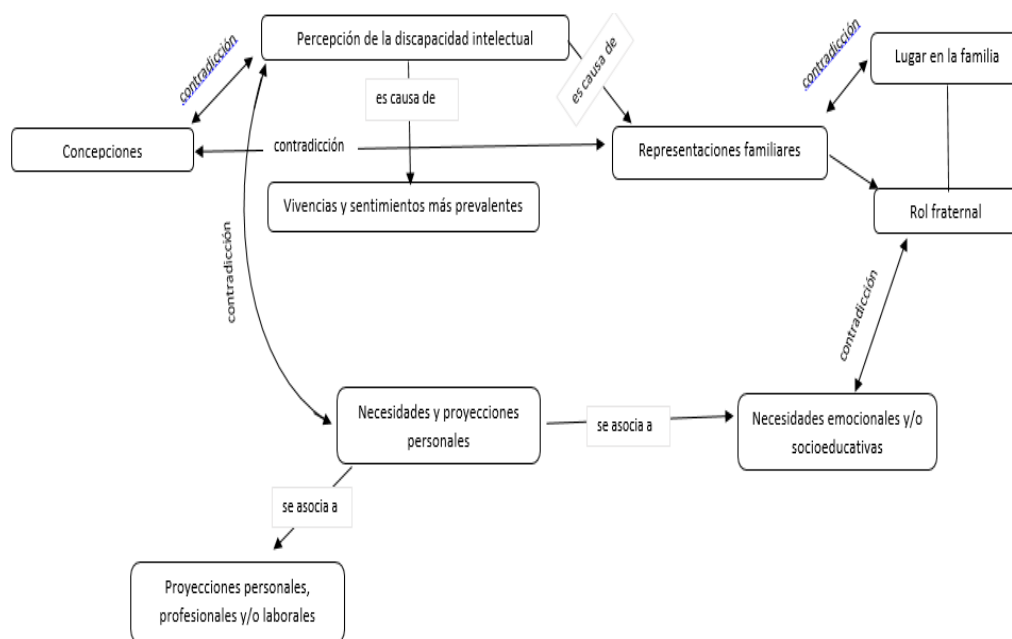 Percepción de la discapacidad intelectual
contradicción
es causa de
es causa de
contradicción
Lugar en la familia
Concepciones
contradicción
Representaciones familiares
Vivencias y sentimientos más prevalentes
Rol fraternal
contradicción
contradicción
Necesidades y proyecciones
personales
se asocia a
Necesidades emocionales y/o
socioeducativas
se asocia a
Proyecciones personales,
profesionales y/o laborales